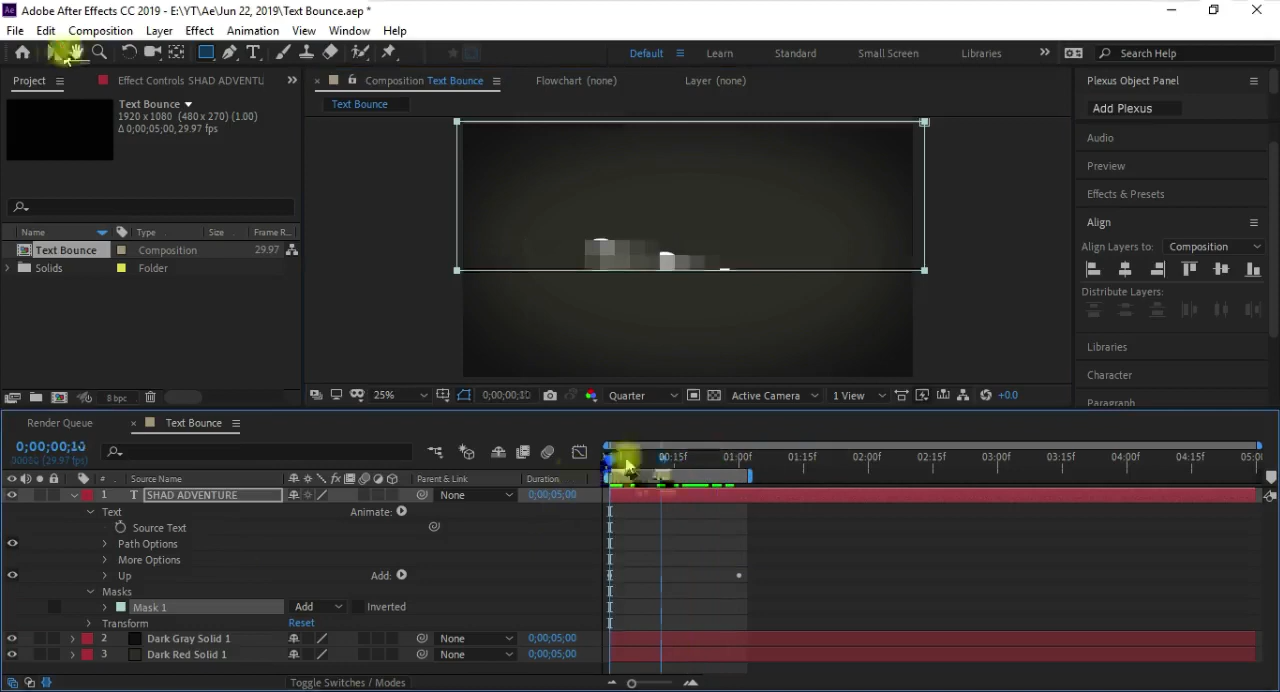 Adobe After Effects CC 2019 - E:\YT\Ae\Jun 22, 2019\Text Bounce.aep *
File Edit Composition Layer Effect Animation View Window Help
Default Learn Standard Small Screen Libraries Search Help
Project Effect Controls SHAD ADVENTU Composition Text Bounce Flowchart (none) Layer (none) Plexus Object Panel
Text Bounce
1920 x 1080 (480 x 270) (1.00)
Δ 0;00;05;00, 29.97 fps
Text Bounce
Add Plexus
Audio
Preview
Effects & Presets
Align
Align Layers to: Composition
Distribute Layers:
Libraries
Character
Paragraph
Name Type Size Frame R...
Text Bounce Composition 29.97
Solids Folder
8 bpc
25% 0;00;00;10 Quarter Active Camera 1 View +0.0
Render Queue Text Bounce
0;00;00;10
00:15f 01:00f 01:15f 02:00f 02:15f 03:00f 03:15f 04:00f 04:15f 05:0
# Source Name Parent & Link Duration
1 T SHAD ADVENTURE None 0;00;05;00
Text Animate:
Source Text
Path Options
More Options
Up Add:
Masks
Mask 1 Add Inverted
Transform Reset
2 Dark Gray Solid 1 None 0;00;05;00
3 Dark Red Solid 1 None 0;00;05;00
Toggle Switches / Modes